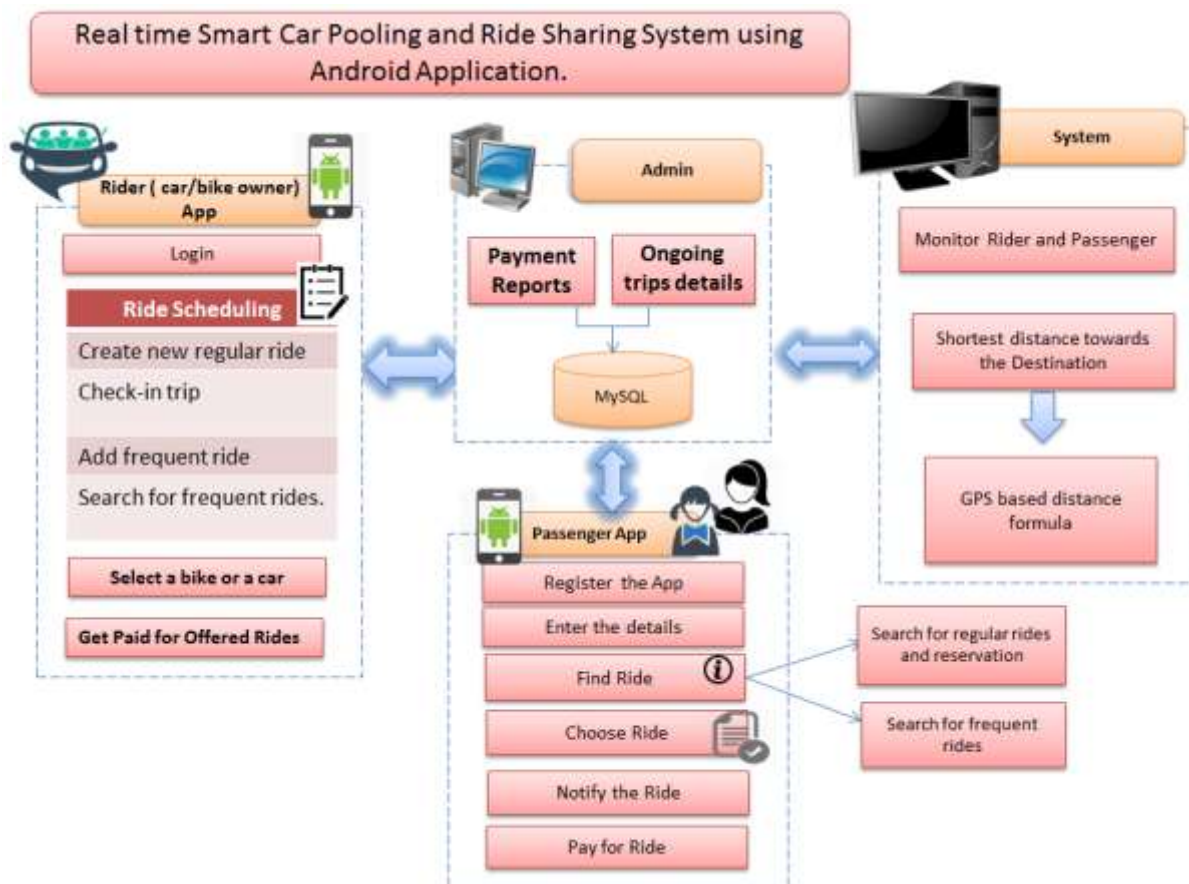 Real time Smart Car Pooling and Ride Sharing System using
Android Application.
Rider ( car/bike owner)
App
Login
Ride Scheduling
Create new regular ride
Check-in trip
Add frequent ride
Search for frequent rides.
Select a bike or a car
Get Paid for Offered Rides
Admin
Payment
Reports
Ongoing
trips details
MySQL
System
Monitor Rider and Passenger
Shortest distance towards
the Destination
GPS based distance
formula
Passenger App
Register the App
Enter the details
Find Ride
Choose Ride
Notify the Ride
Pay for Ride
Search for regular rides
and reservation
Search for frequent
rides